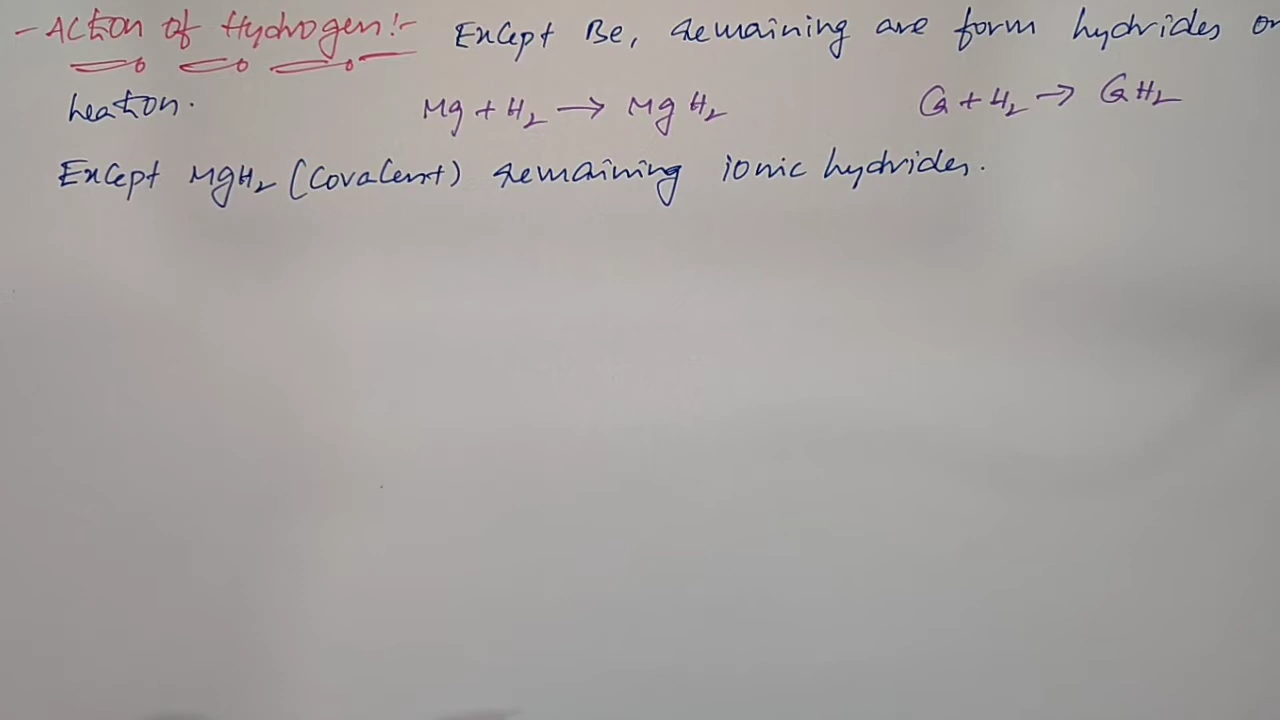 - Action of Hydrogen:- Except Be, remaining are form hydrides on
heation.
Mg + H₂ → MgH₂ Ca + H₂ → CaH₂
Except MgH₂ (covalent) remaining ionic hydrides.